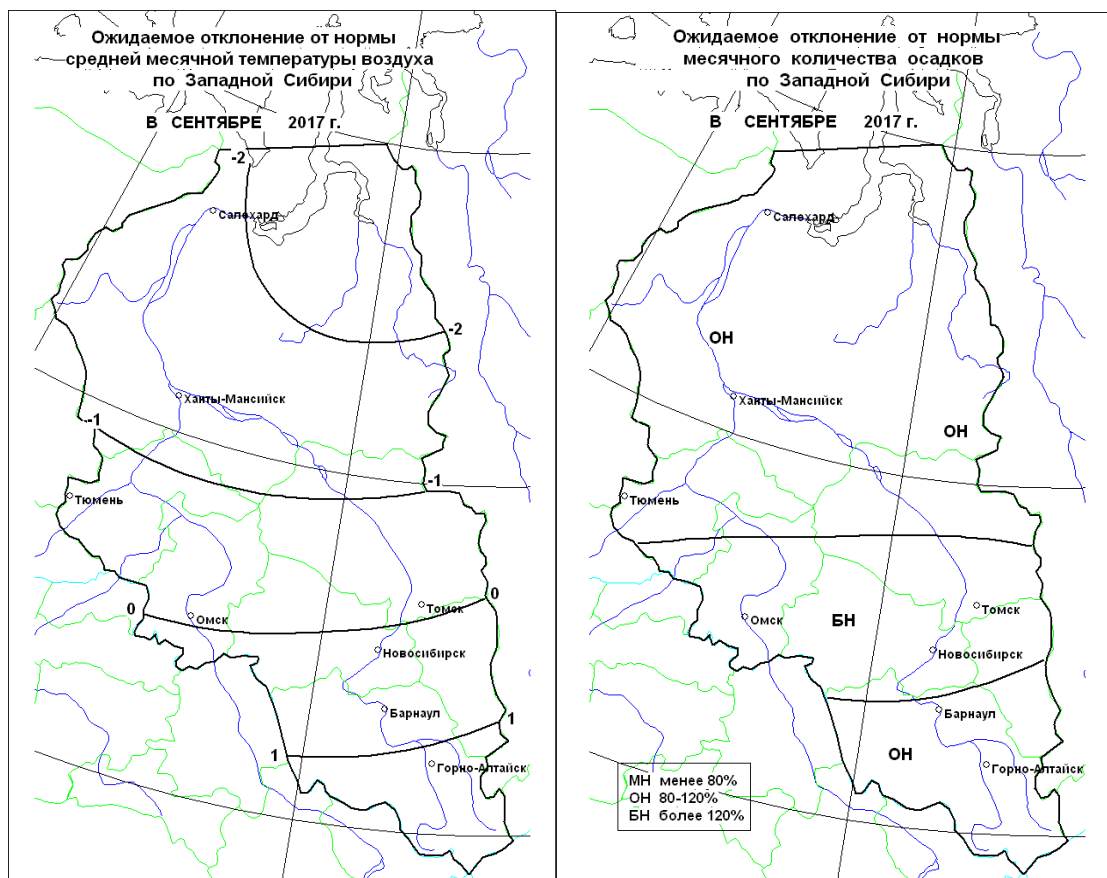 Ожидаемое отклонение от нормы
средней месячной температуры воздуха
по Западной Сибири
В СЕНТЯБРЕ 2017 г.
-2
Салехард
-2
Ханты-Мансийск
-1
-1
Тюмень
0
0
Омск
Томск
Новосибирск
Барнаул
1
1
Горно-Алтайск
Ожидаемое отклонение от нормы
месячного количества осадков
по Западной Сибири
В СЕНТЯБРЕ 2017 г.
Салехард
ОН
Ханты-Мансийск
ОН
Тюмень
Омск
БН
Томск
Новосибирск
Барнаул
ОН
Горно-Алтайск
МН менее 80%
ОН 80-120%
БН более 120%